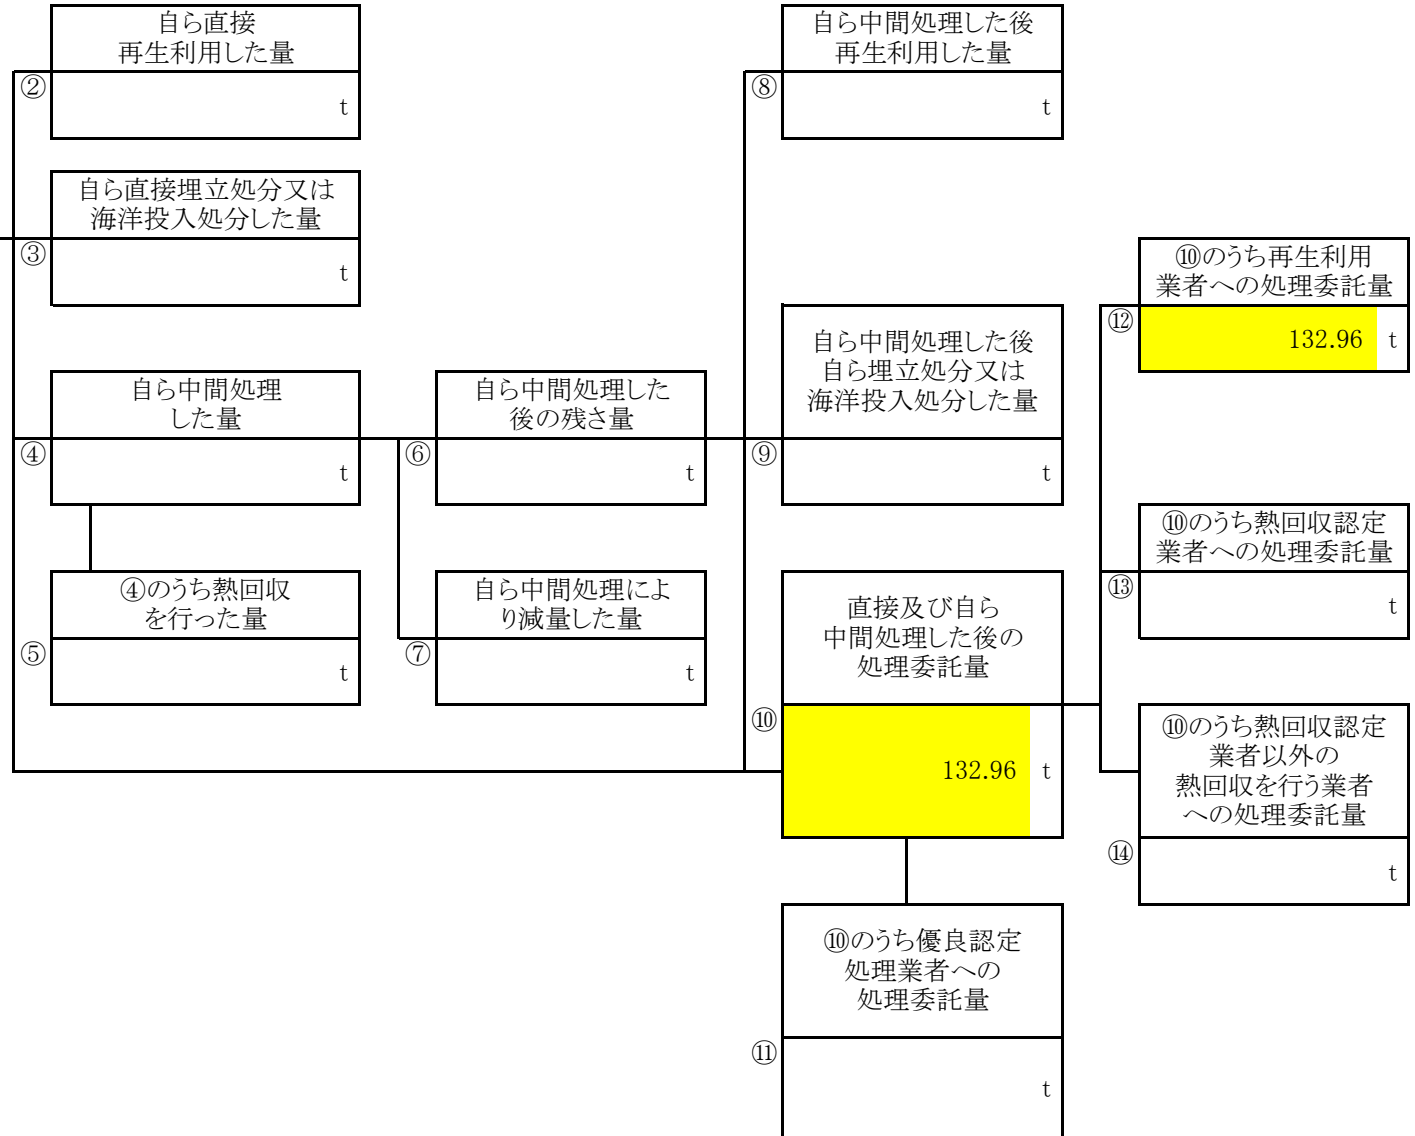 自ら直接
再生利用した量
②
t
自ら中間処理した後
再生利用した量
⑧
t
自ら直接埋立処分又は
海洋投入処分した量
③
t
⑩のうち再生利用
業者への処理委託量
⑫
132.96 t
自ら中間処理した後
自ら埋立処分又は
海洋投入処分した量
⑨
t
自ら中間処理
した量
④
t
自ら中間処理した
後の残さ量
⑥
t
⑩のうち熱回収認定
業者への処理委託量
⑬
t
④のうち熱回収
を行った量
⑤
t
自ら中間処理によ
り減量した量
⑦
t
直接及び自ら
中間処理した後の
処理委託量
⑩
132.96 t
⑩のうち熱回収認定
業者以外の
熱回収を行う業者
への処理委託量
⑭
t
⑩のうち優良認定
処理業者への
処理委託量
⑪
t